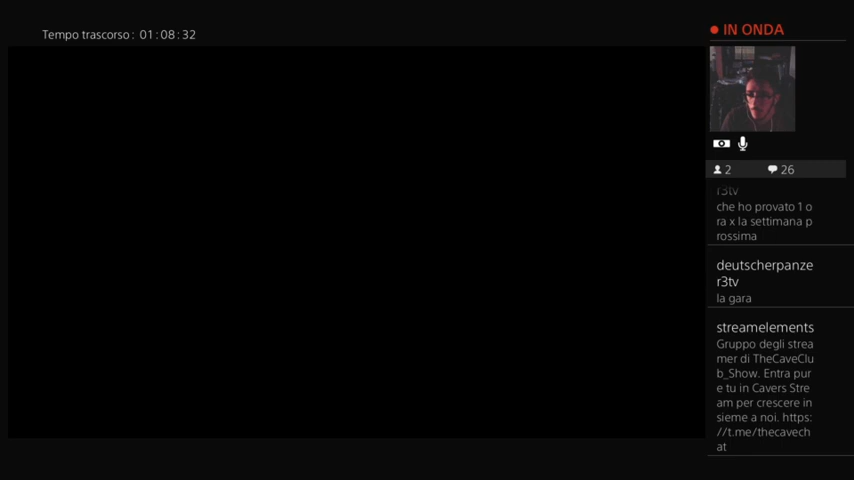 Tempo trascorso: 01:08:32
IN ONDA
2 26
r3tv
che ho provato 1 o
ra x la settimana p
rossima
deutscherpanze
r3tv
la gara
streamelements
Gruppo degli strea
mer di TheCaveClu
b_Show. Entra pur
e tu in Cavers Stre
am per crescere in
sieme a noi. https:
//t.me/thecavech
at